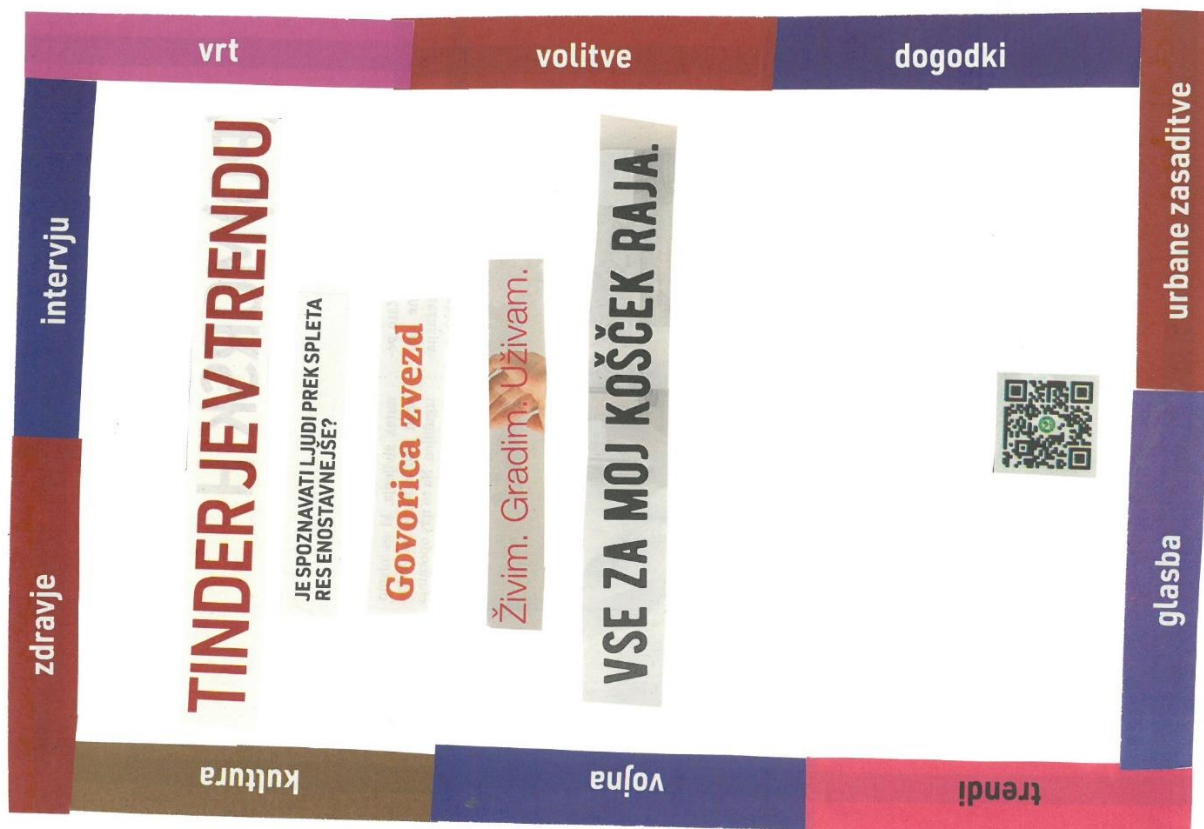 vrt
volitve
dogodki
urbane zasaditve
intervju
zdravje
TINDER JE V TRENDU
JE SPOZNAVATI LJUDI PREK SPLETA
RES ENOSTAVNEJŠE?
Govorica zvezd
Živim. Gradim. Uživam.
VSE ZA MOJ KOŠČEK RAJA.
glasba
kultura
vojna
trendi